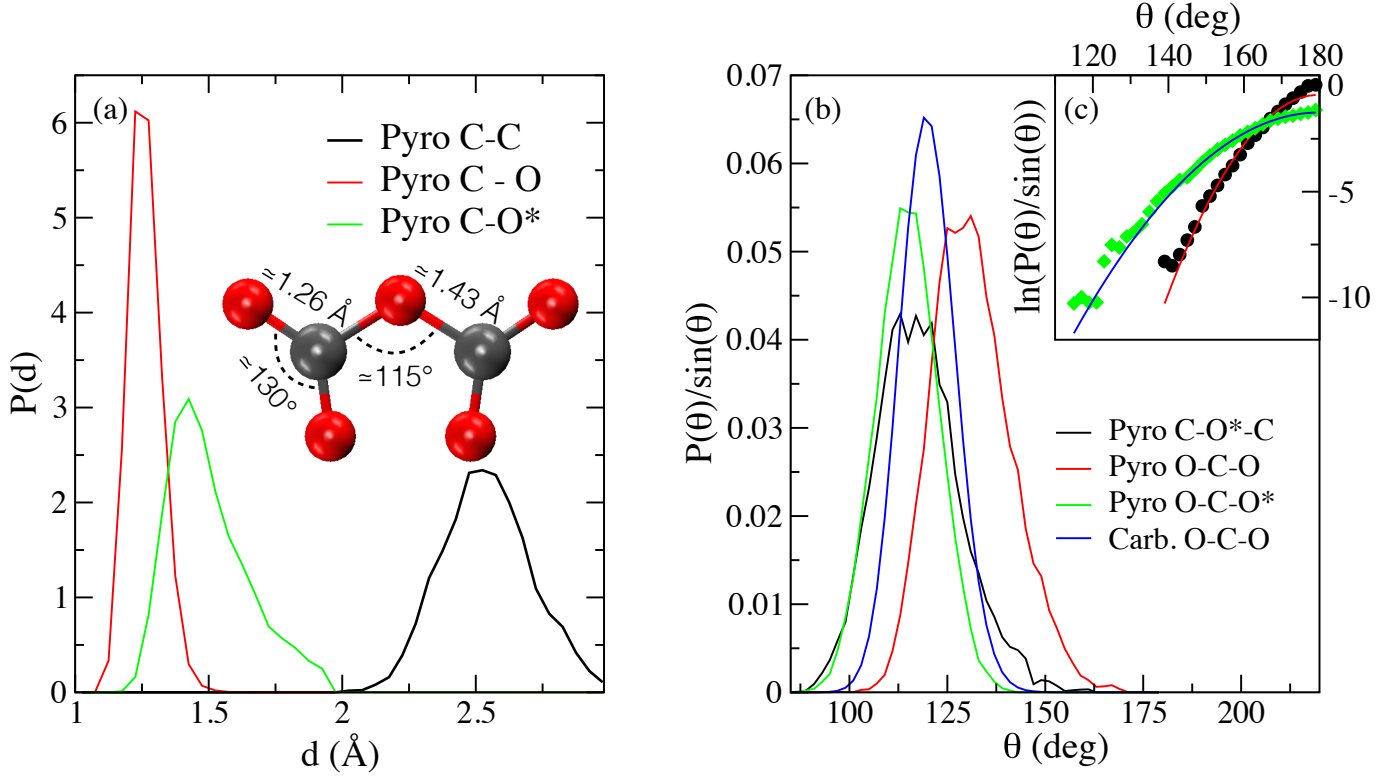 (a)
Pyro C-C
Pyro C - O
Pyro C-O*
≃1.26 Å
≃1.43 Å
≃130°
≃115°
P(d)
6
5
4
3
2
1
0
1
1.5
2
2.5
d (Å)
(b)
P(θ)/sin(θ)
0.07
0.06
0.05
0.04
0.03
0.02
0.01
0
100
125
150
175
200
θ (deg)
Pyro C-O*-C
Pyro O-C-O
Pyro O-C-O*
Carb. O-C-O
θ (deg)
120
140
160
180
(c)
ln(P(θ)/sin(θ))
0
-5
-10